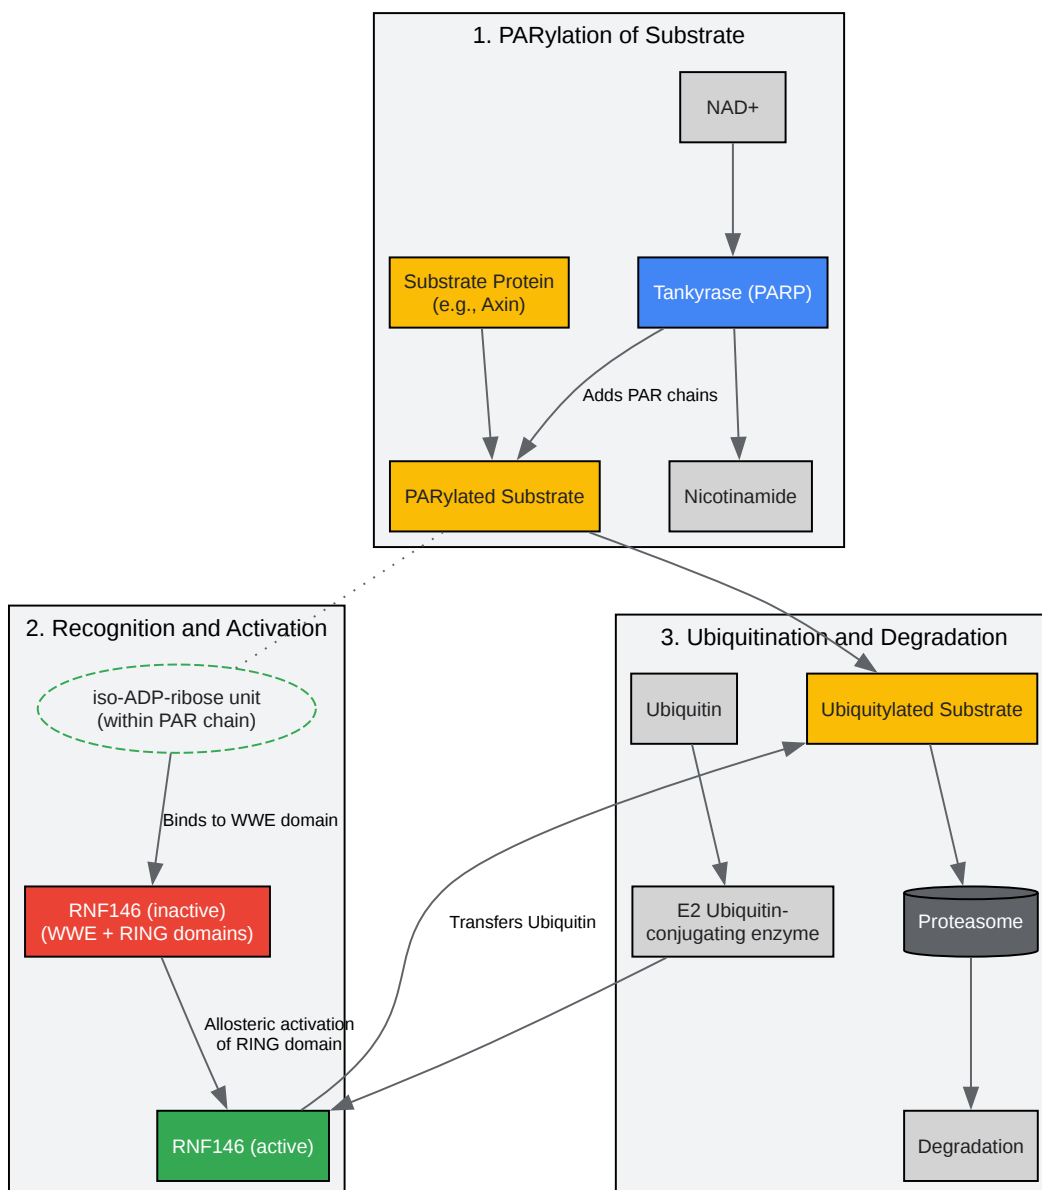 1. PARylation of Substrate
NAD+
Substrate Protein
(e.g., Axin)
Tankyrase (PARP)
Adds PAR chains
PARylated Substrate
Nicotinamide
2. Recognition and Activation
iso-ADP-ribose unit
(within PAR chain)
Binds to WWE domain
RNF146 (inactive)
(WWE + RING domains)
Allosteric activation
of RING domain
RNF146 (active)
3. Ubiquitination and Degradation
Ubiquitin
Ubiquitylated Substrate
Transfers Ubiquitin
E2 Ubiquitin-
conjugating enzyme
Proteasome
Degradation